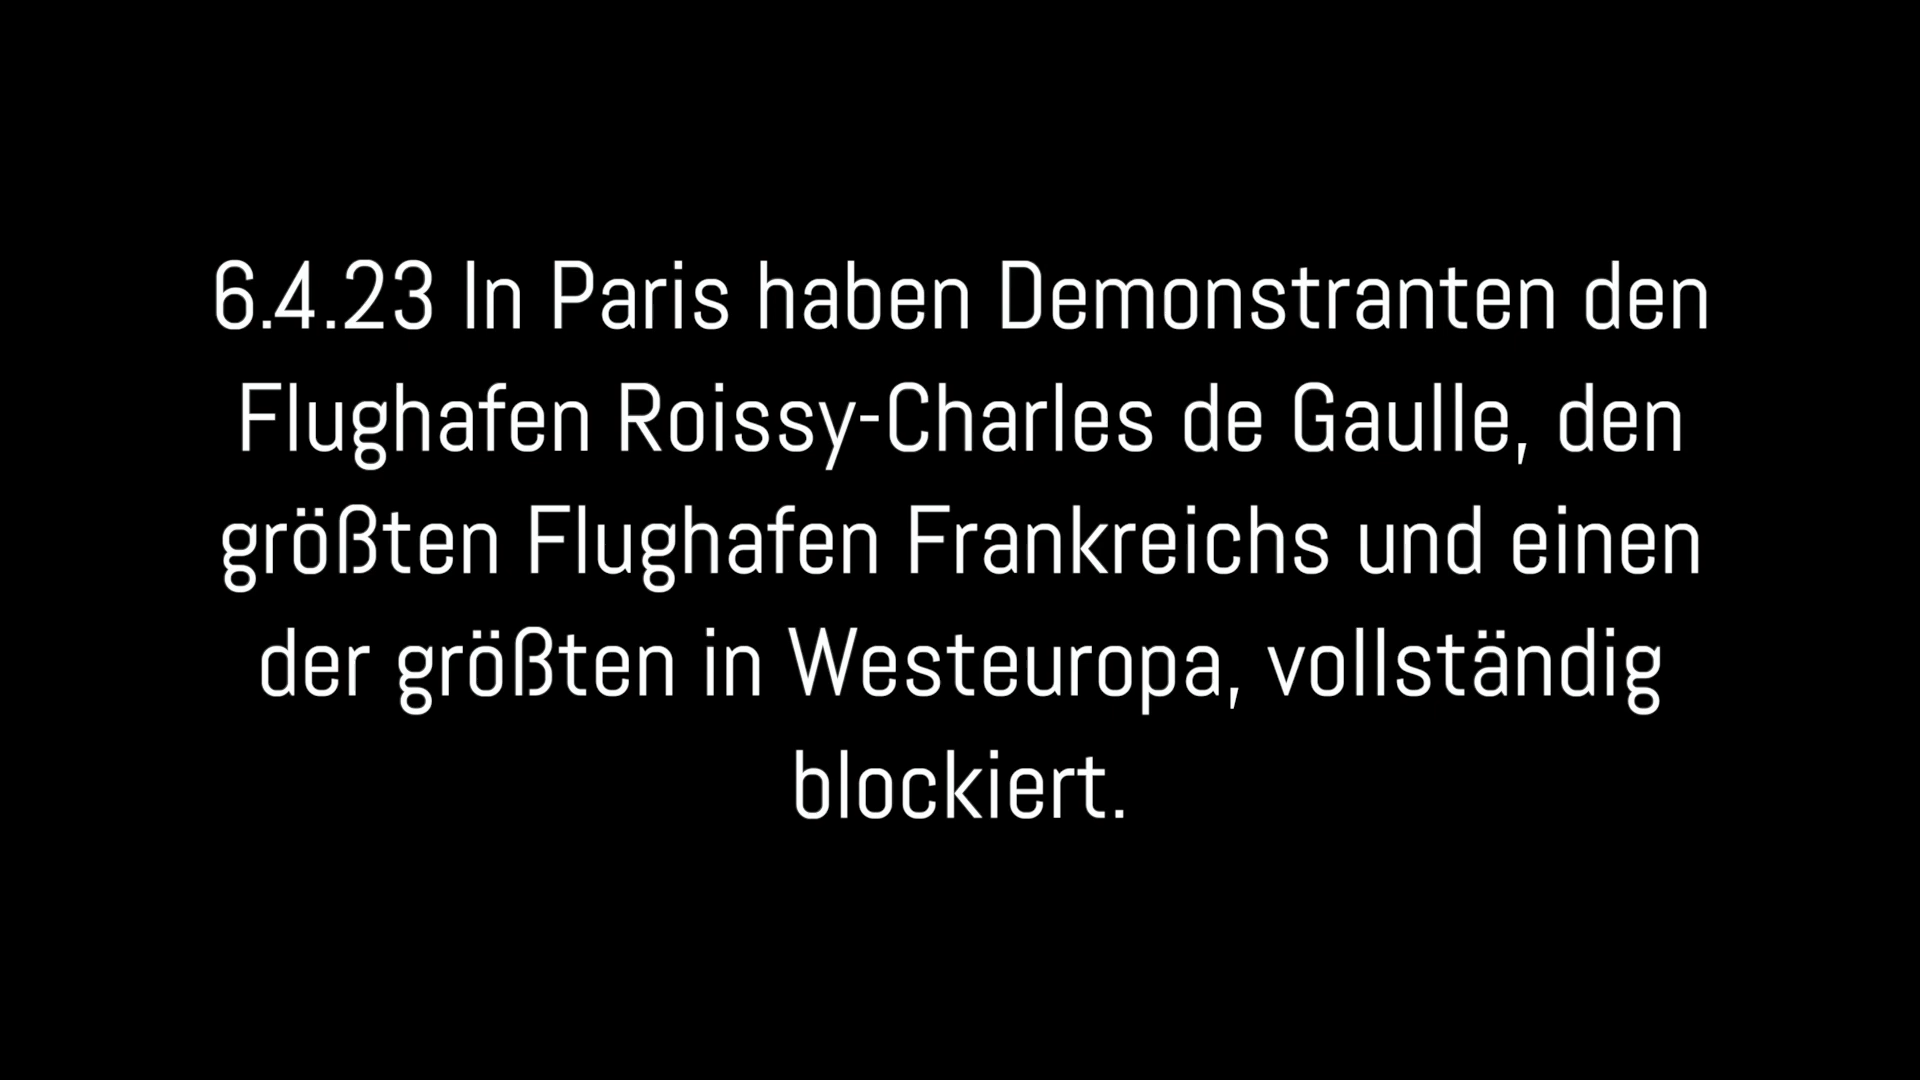 6.4.23 In Paris haben Demonstranten den
Flughafen Roissy-Charles de Gaulle, den
größten Flughafen Frankreichs und einen
der größten in Westeuropa, vollständig
blockiert.